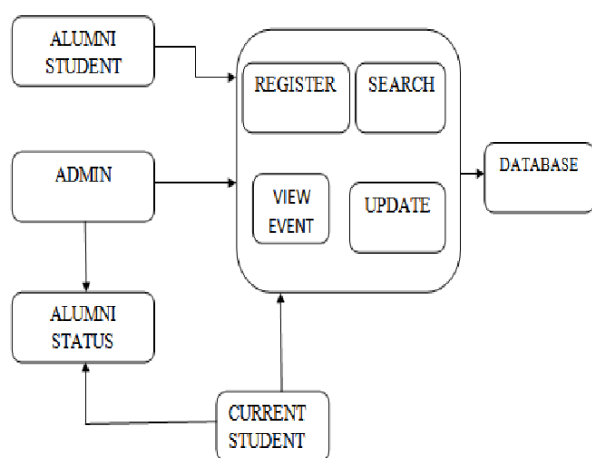 ALUMNI
STUDENT
REGISTER
SEARCH
ADMIN
VIEW
EVENT
UPDATE
DATABASE
ALUMNI
STATUS
CURRENT
STUDENT